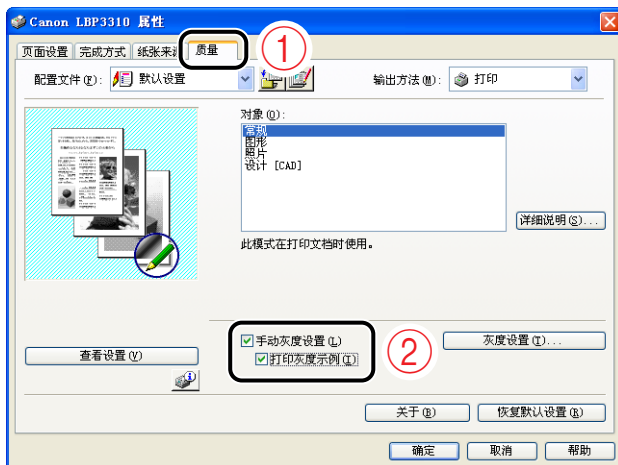 Canon LBP3310 属性
页面设置 完成方式 纸张来源 质量
①
配置文件(F): 默认设置
输出方法(M): 打印
对象(O):
常规
图形
照片
设计 [CAD]
详细说明(S)...
此模式在打印文档时使用。
手动灰度设置(L)
打印灰度示例(I)
②
灰度设置(T)...
查看设置(V)
关于(B) 恢复默认设置(R)
确定 取消 帮助